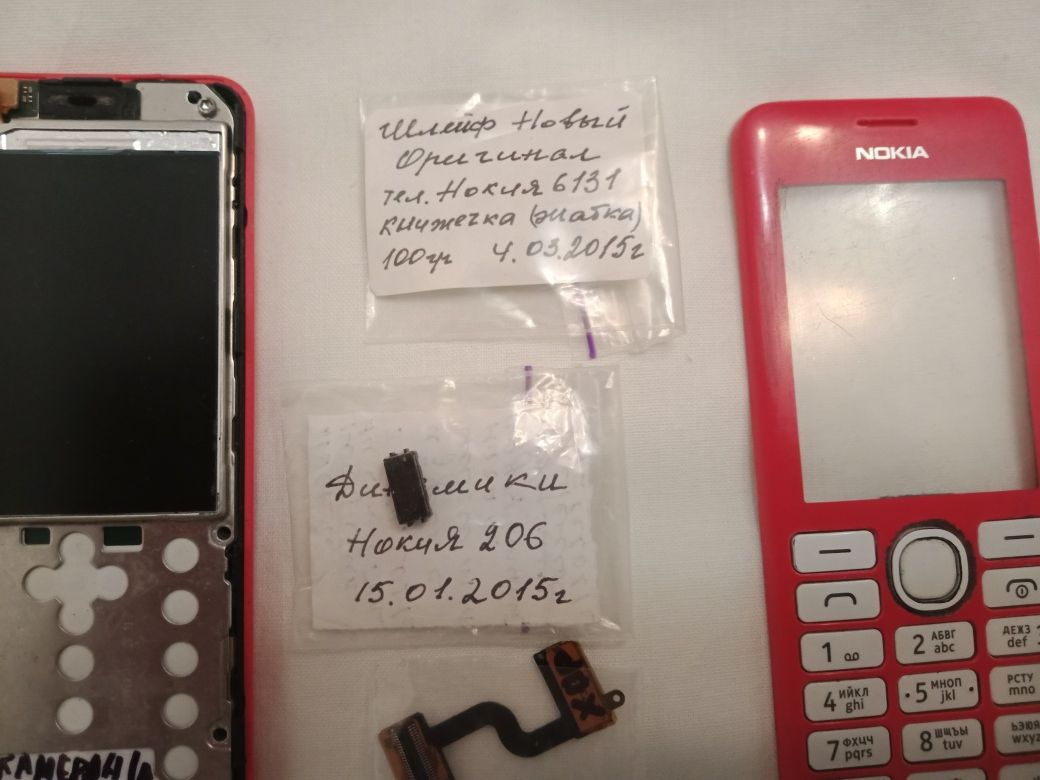 Шлейф Новый
Оригинал
тел. Нокия 6131
книжечка (жабка)
100гр 4.03.2015г
Нокия 206
15.01.2015г
NOKIA
1
2 АБВГ abc
ДЕЖЗ def
4 ИЙКЛ ghi
5 МНОП jkl
РСТУ mno
7 ФХЦЧ pqrs
8 ШЩЪЫ tuv
ЬЭЮЯ wxyz